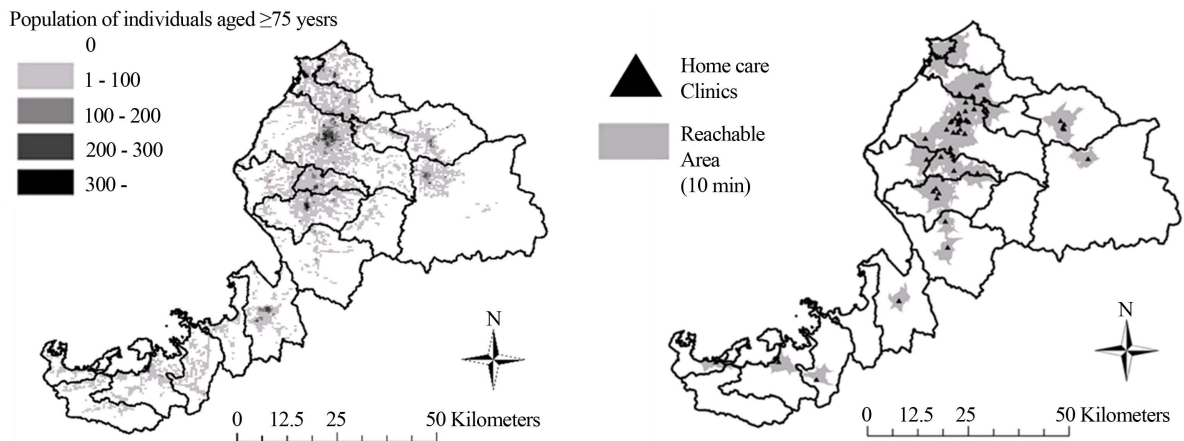 Population of individuals aged ≥75 yesrs
0
1 - 100
100 - 200
200 - 300
300 -
N
0 12.5 25 50 Kilometers
Home care
Clinics
Reachable
Area
(10 min)
N
0 12.5 25 50 Kilometers